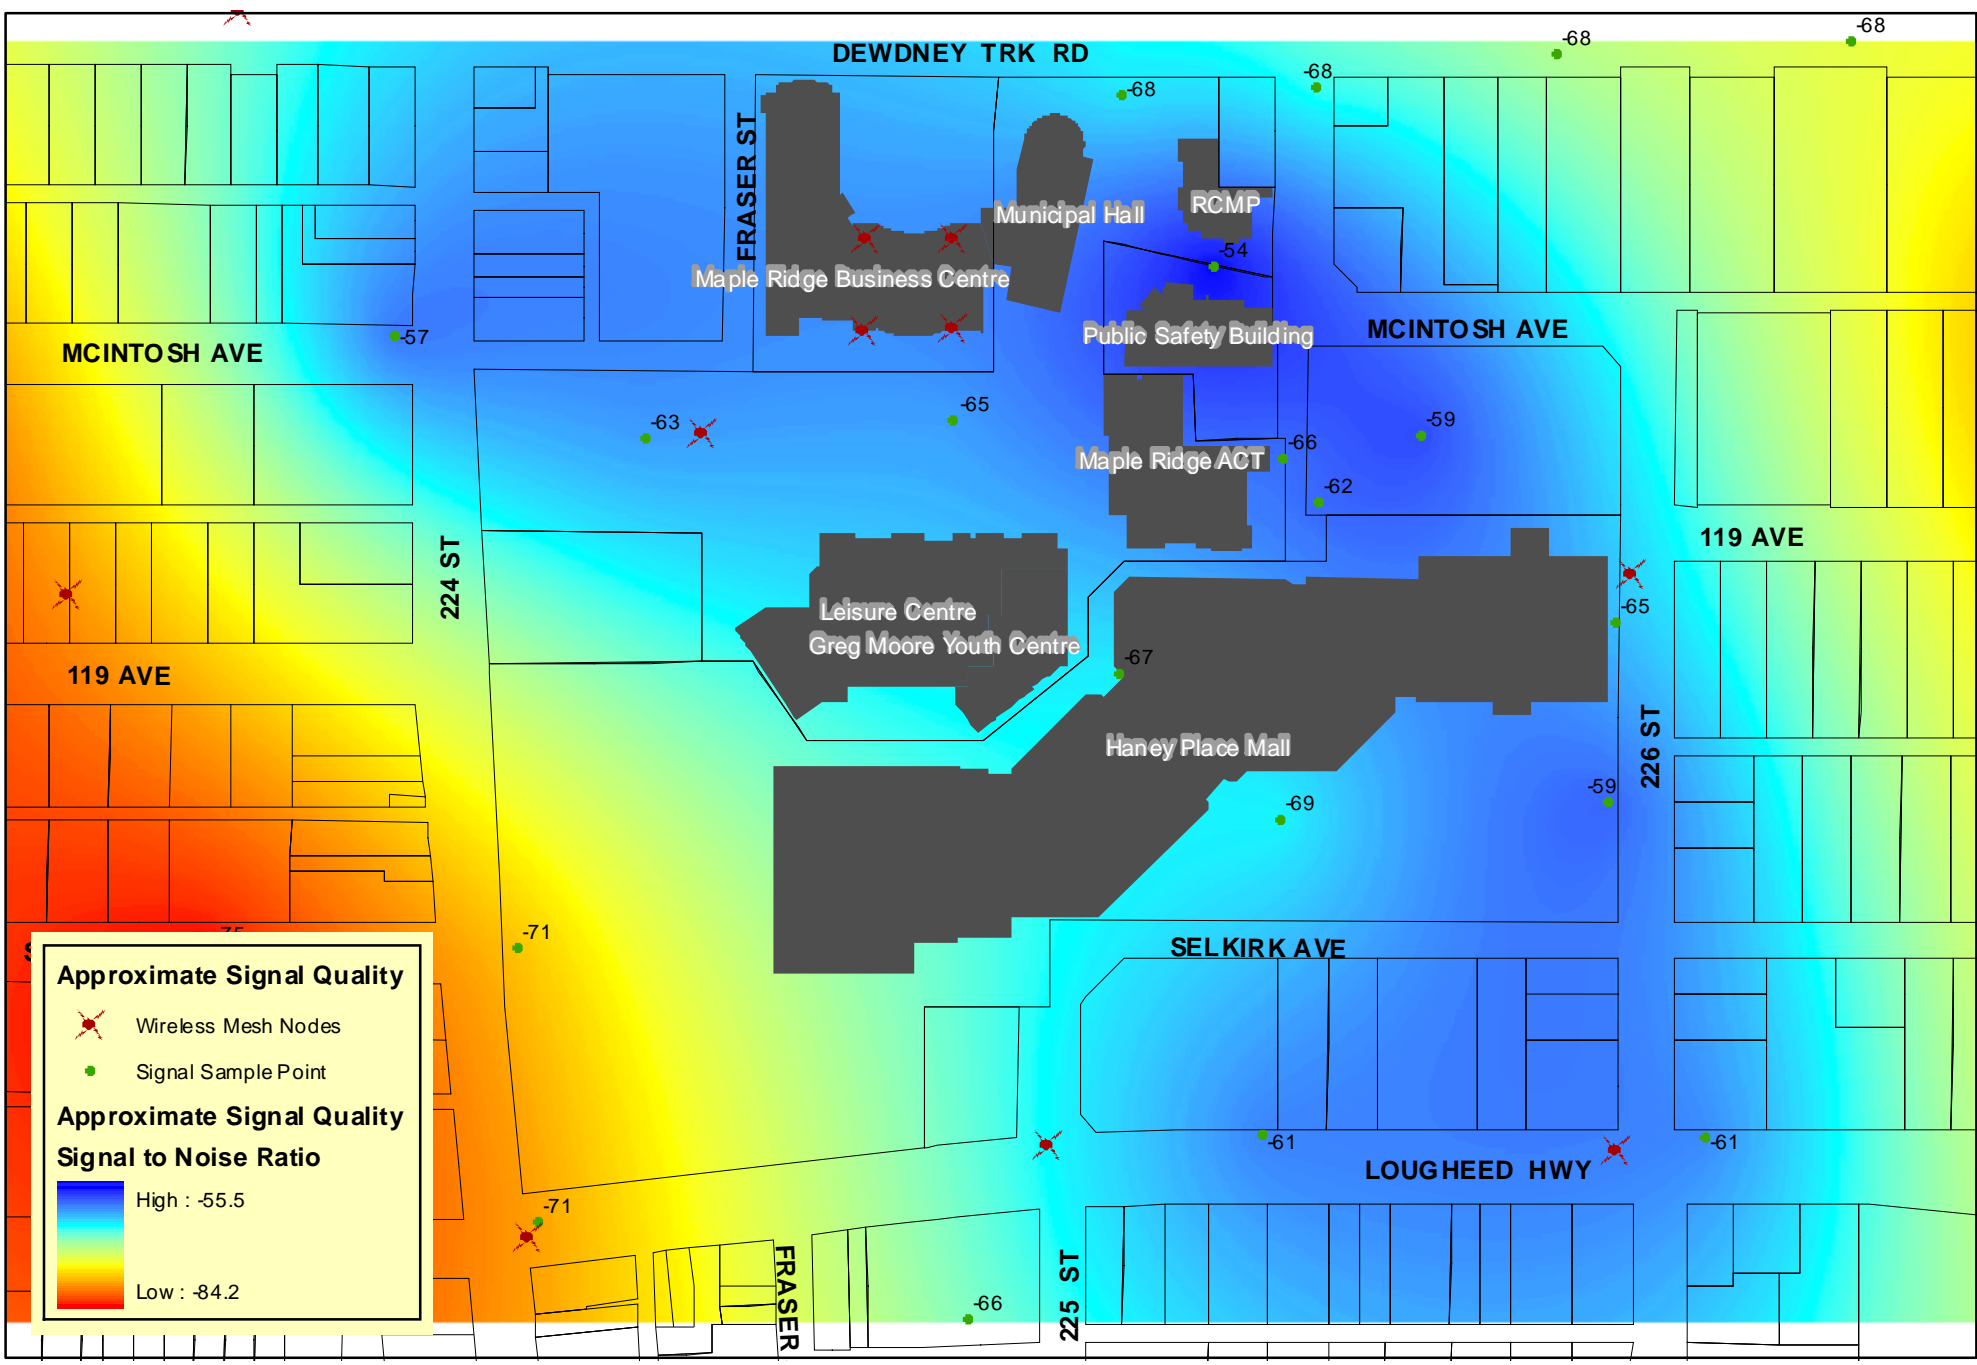 -68
-68
DEWDNEY TRK RD
-68
-68
FRASER ST
RCMP
Municipal Hall
-54
Maple Ridge Business Centre
-57
MCINTOSH AVE
Public Safety Building
MCINTOSH AVE
-63
-65
-59
-66
Maple Ridge ACT
-62
224 ST
119 AVE
-65
Leisure Centre
Greg Moore Youth Centre
-67
119 AVE
226 ST
Haney Place Mall
-59
-69
-71
SELKIRK AVE
Approximate Signal Quality
Wireless Mesh Nodes
Signal Sample Point
Approximate Signal Quality
Signal to Noise Ratio
High : -55.5
Low : -84.2
-61
-61
LOUGHEED HWY
-71
FRASER
225 ST
-66